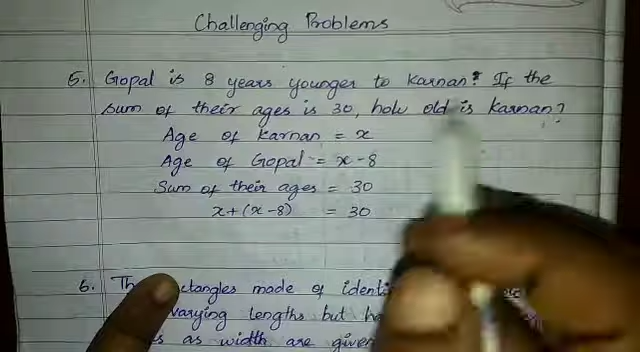 Challenging Problems
5. Gopal is 8 years younger to Karnan. If the
sum of their ages is 30, how old is Karnan?
Age of Karnan = x
Age of Gopal = x-8
Sum of their ages = 30
x+(x-8) = 30
6. made of
varying lengths but
as width are given